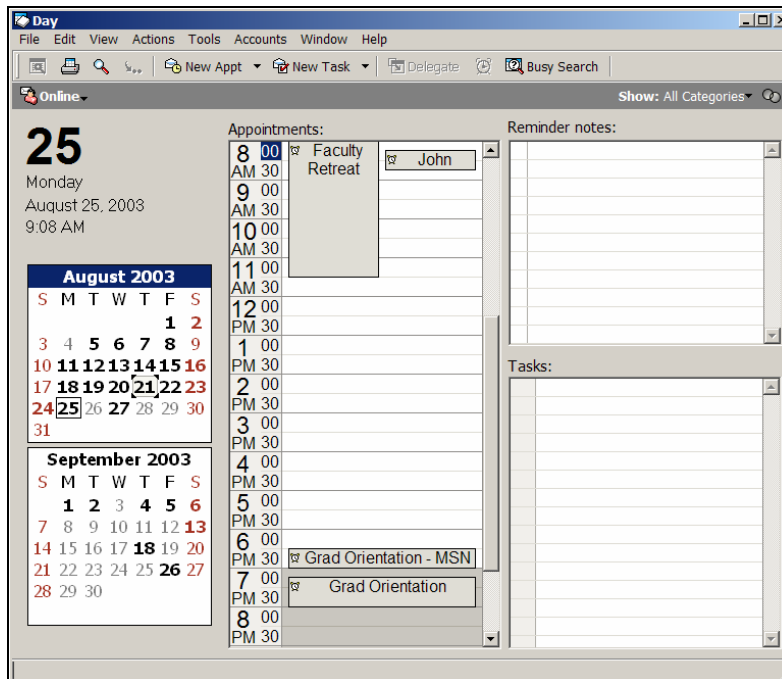 Day
File Edit View Actions Tools Accounts Window Help
New Appt New Task Delegate Busy Search
Online Show: All Categories
25
Monday
August 25, 2003
9:08 AM
August 2003
S M T W T F S
1 2
3 4 5 6 7 8 9
10 11 12 13 14 15 16
17 18 19 20 21 22 23
24 25 26 27 28 29 30
31
September 2003
S M T W T F S
1 2 3 4 5 6
7 8 9 10 11 12 13
14 15 16 17 18 19 20
21 22 23 24 25 26 27
28 29 30
Appointments:
8 00 Faculty John
AM 30 Retreat
9 00
AM 30
10 00
AM 30
11 00
AM 30
12 00
PM 30
1 00
PM 30
2 00
PM 30
3 00
PM 30
4 00
PM 30
5 00
PM 30
6 00
PM 30 Grad Orientation - MSN
7 00 Grad Orientation
PM 30
8 00
PM 30
Reminder notes:
Tasks: